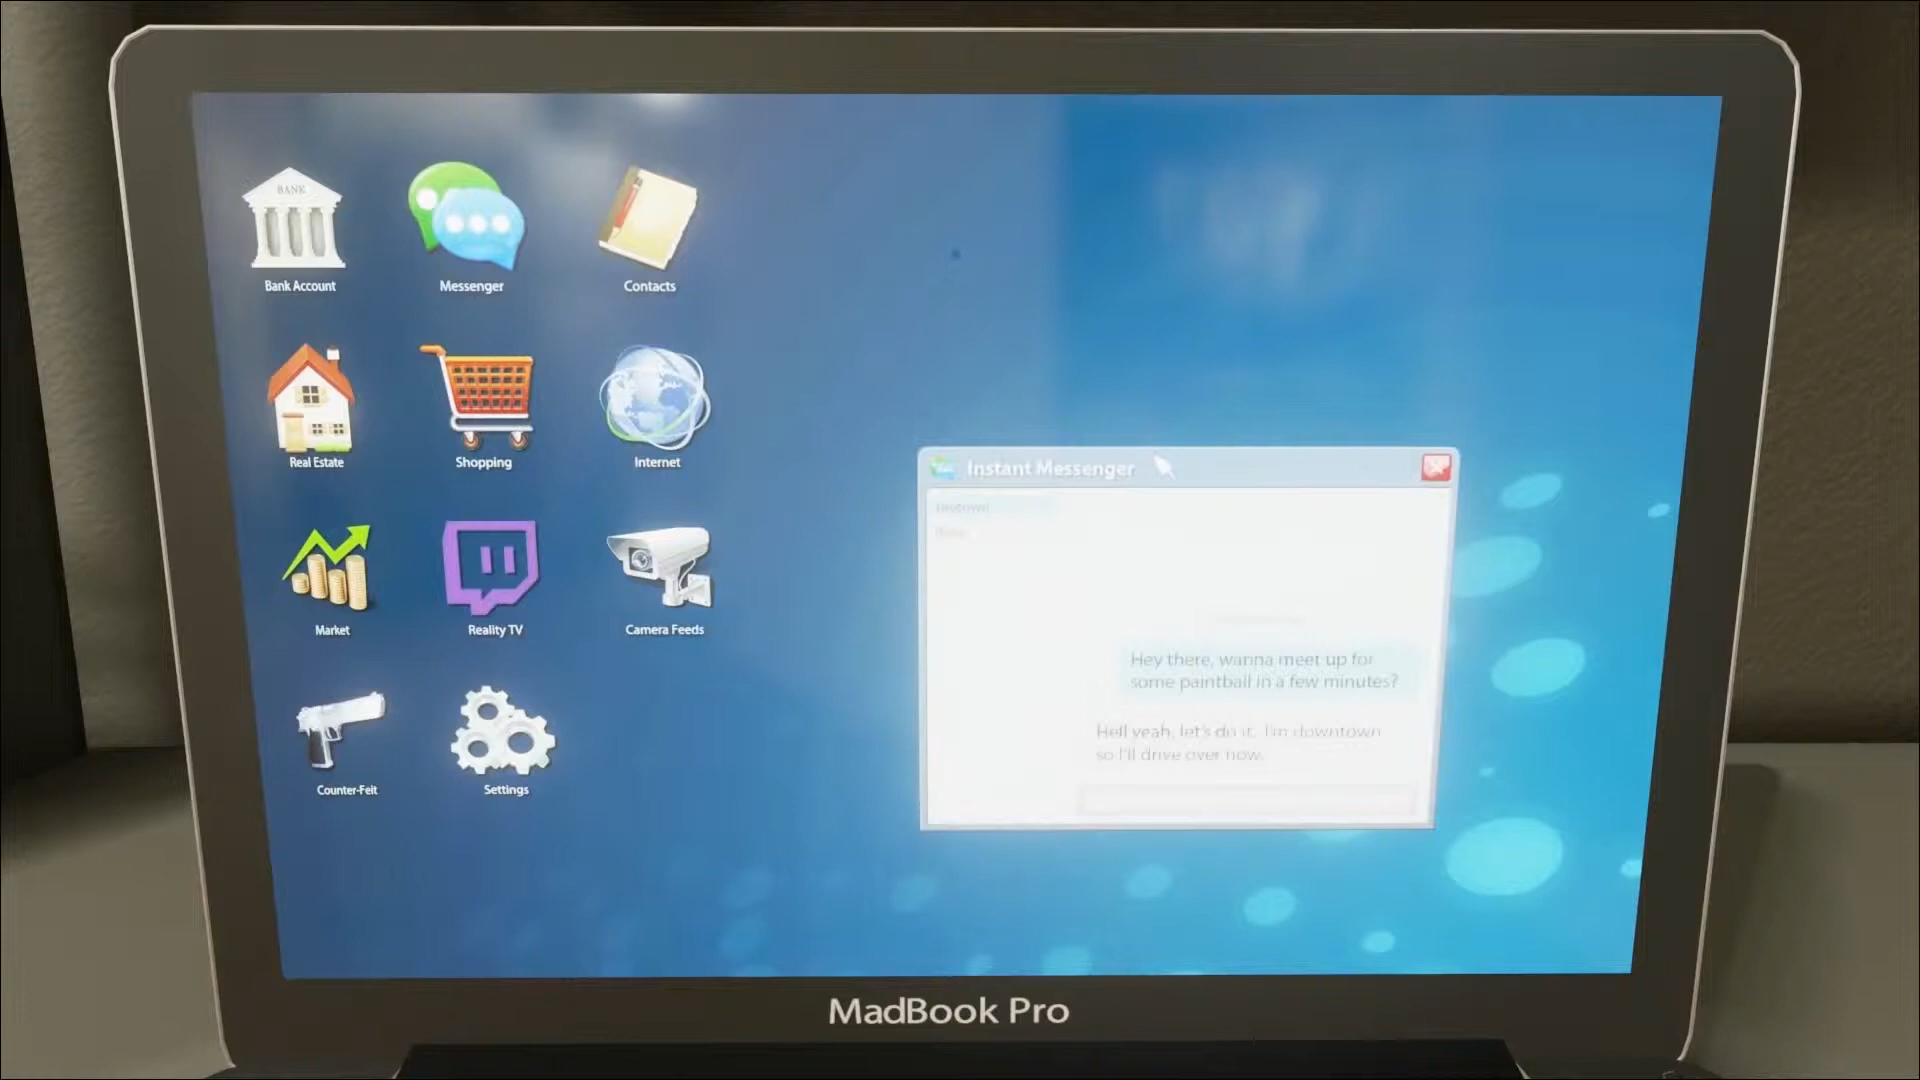 BANK
Bank Account
Messenger
Contacts
Real Estate
Shopping
Internet
Market
Reality TV
Camera Feeds
Counter-Feit
Settings
Instant Messenger
Hey there, wanna meet up for
some paintball in a few minutes?
Hell yeah, let's do it. I'm downtown
so I'll drive over now.
MadBook Pro